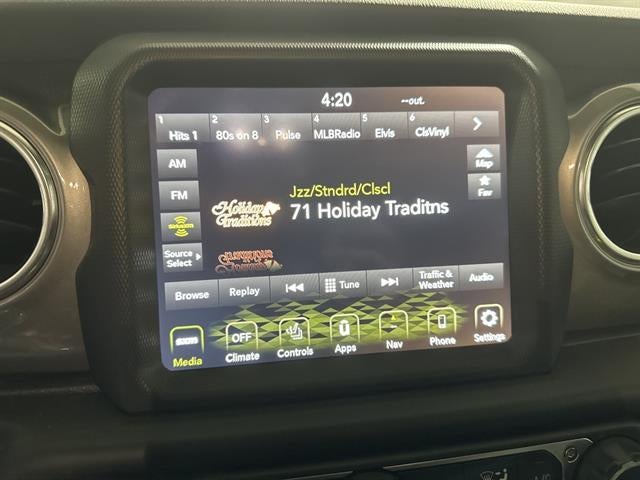 4:20 --out
1 Hits 1 2 80s on 8 3 Pulse 4 MLBRadio 5 Elvis 6 ClsVinyl
AM
Map
FM
Fav
Jzz/Stndrd/Clscl
Holiday Traditions
71 Holiday Traditns
SiriusXM
Source Select
Browse Replay Tune Traffic & Weather Audio
OFF
Media Climate Controls Apps Nav Phone Settings